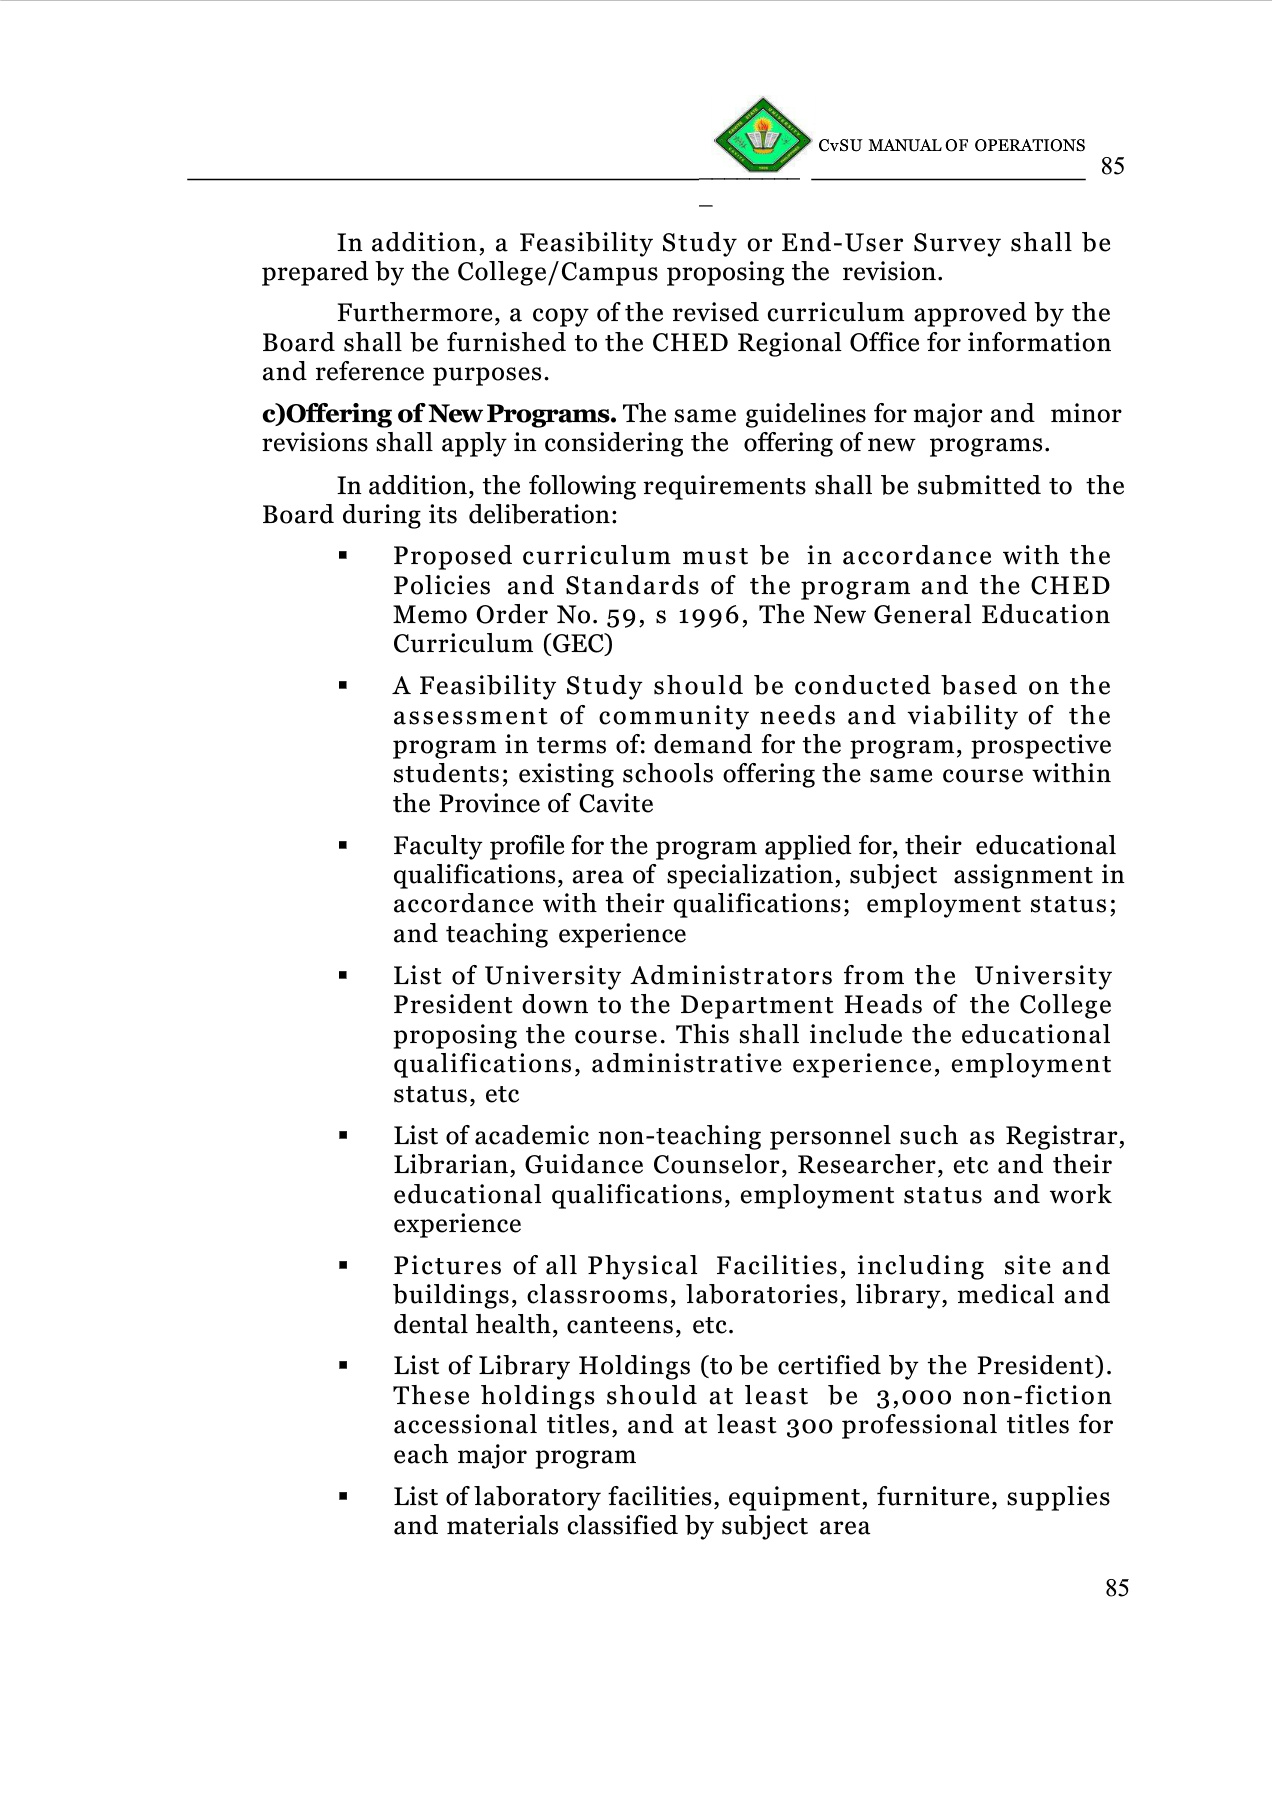 CvSU MANUAL OF OPERATIONS
85
In addition, a Feasibility Study or End-User Survey shall be
prepared by the College/Campus proposing the revision.
Furthermore, a copy of the revised curriculum approved by the
Board shall be furnished to the CHED Regional Office for information
and reference purposes.
c)Offering of New Programs. The same guidelines for major and minor
revisions shall apply in considering the offering of new programs.
In addition, the following requirements shall be submitted to the
Board during its deliberation:
▪ Proposed curriculum must be in accordance with the
Policies and Standards of the program and the CHED
Memo Order No. 59, s 1996, The New General Education
Curriculum (GEC)
▪ A Feasibility Study should be conducted based on the
assessment of community needs and viability of the
program in terms of: demand for the program, prospective
students; existing schools offering the same course within
the Province of Cavite
▪ Faculty profile for the program applied for, their educational
qualifications, area of specialization, subject assignment in
accordance with their qualifications; employment status;
and teaching experience
▪ List of University Administrators from the University
President down to the Department Heads of the College
proposing the course. This shall include the educational
qualifications, administrative experience, employment
status, etc
▪ List of academic non-teaching personnel such as Registrar,
Librarian, Guidance Counselor, Researcher, etc and their
educational qualifications, employment status and work
experience
▪ Pictures of all Physical Facilities, including site and
buildings, classrooms, laboratories, library, medical and
dental health, canteens, etc.
▪ List of Library Holdings (to be certified by the President).
These holdings should at least be 3,000 non-fiction
accessional titles, and at least 300 professional titles for
each major program
▪ List of laboratory facilities, equipment, furniture, supplies
and materials classified by subject area
85